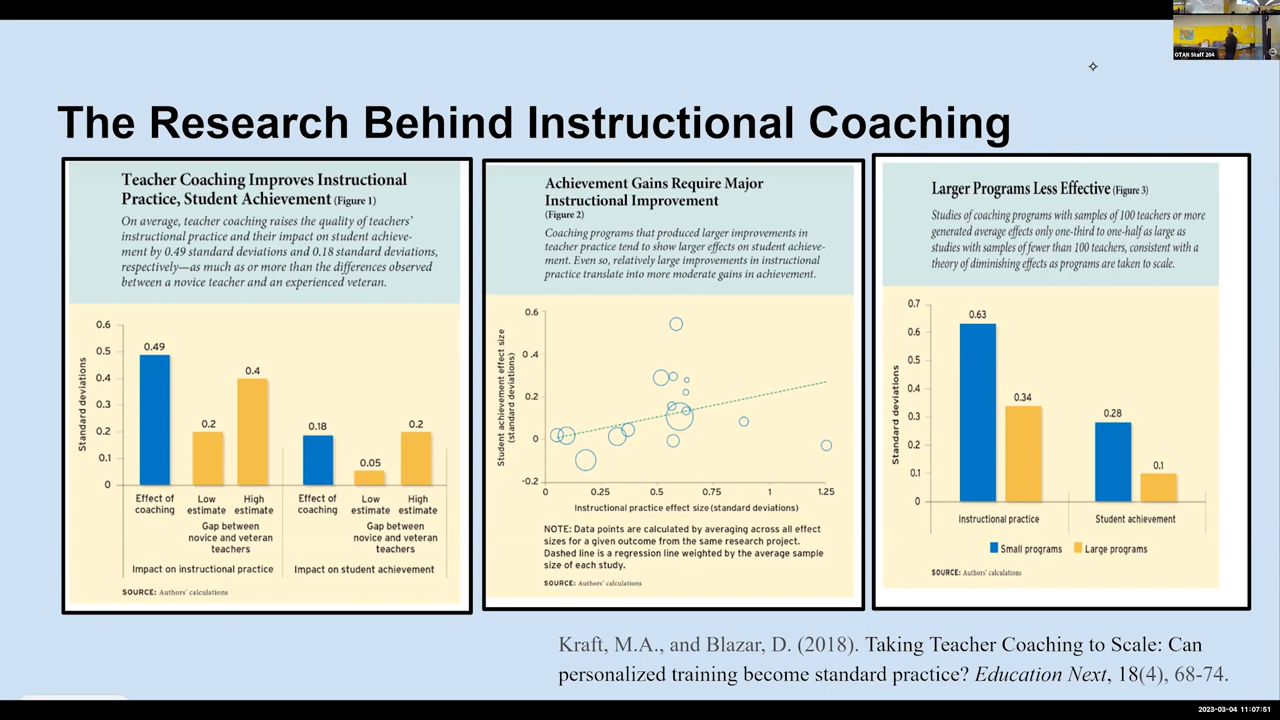 OTAN Staff 204
The Research Behind Instructional Coaching
Teacher Coaching Improves Instructional
Practice, Student Achievement (Figure 1)
On average, teacher coaching raises the quality of teachers'
instructional practice and their impact on student achieve-
ment by 0.49 standard deviations and 0.18 standard deviations,
respectively—as much as or more than the differences observed
between a novice teacher and an experienced veteran.
Standard deviations
0.6
0.5
0.4
0.3
0.2
0.1
0
0.49
0.2
0.4
0.18
0.05
0.2
Effect of
coaching
Low
estimate
High
estimate
Gap between
novice and veteran
teachers
Impact on instructional practice
Effect of
coaching
Low
estimate
High
estimate
Gap between
novice and veteran
teachers
Impact on student achievement
SOURCE: Authors' calculations
Achievement Gains Require Major
Instructional Improvement
(Figure 2)
Coaching programs that produced larger improvements in
teacher practice tend to show larger effects on student achieve-
ment. Even so, relatively large improvements in instructional
practice translate into more moderate gains in achievement.
Student achievement effect size
(standard deviations)
0.6
0.4
0.2
0
-0.2
0
0.25
0.5
0.75
1
1.25
Instructional practice effect size (standard deviations)
NOTE: Data points are calculated by averaging across all effect
sizes for a given outcome from the same research project.
Dashed line is a regression line weighted by the average sample
size of each study.
SOURCE: Authors' calculations
Larger Programs Less Effective (Figure 3)
Studies of coaching programs with samples of 100 teachers or more
generated average effects only one-third to one-half as large as
studies with samples of fewer than 100 teachers, consistent with a
theory of diminishing effects as programs are taken to scale.
Standard deviations
0.7
0.6
0.5
0.4
0.3
0.2
0.1
0
0.63
0.34
0.28
0.1
Instructional practice
Student achievement
Small programs
Large programs
SOURCE: Authors' calculations
Kraft, M.A., and Blazar, D. (2018). Taking Teacher Coaching to Scale: Can
personalized training become standard practice? Education Next, 18(4), 68-74.
2023-03-04 11:07:51